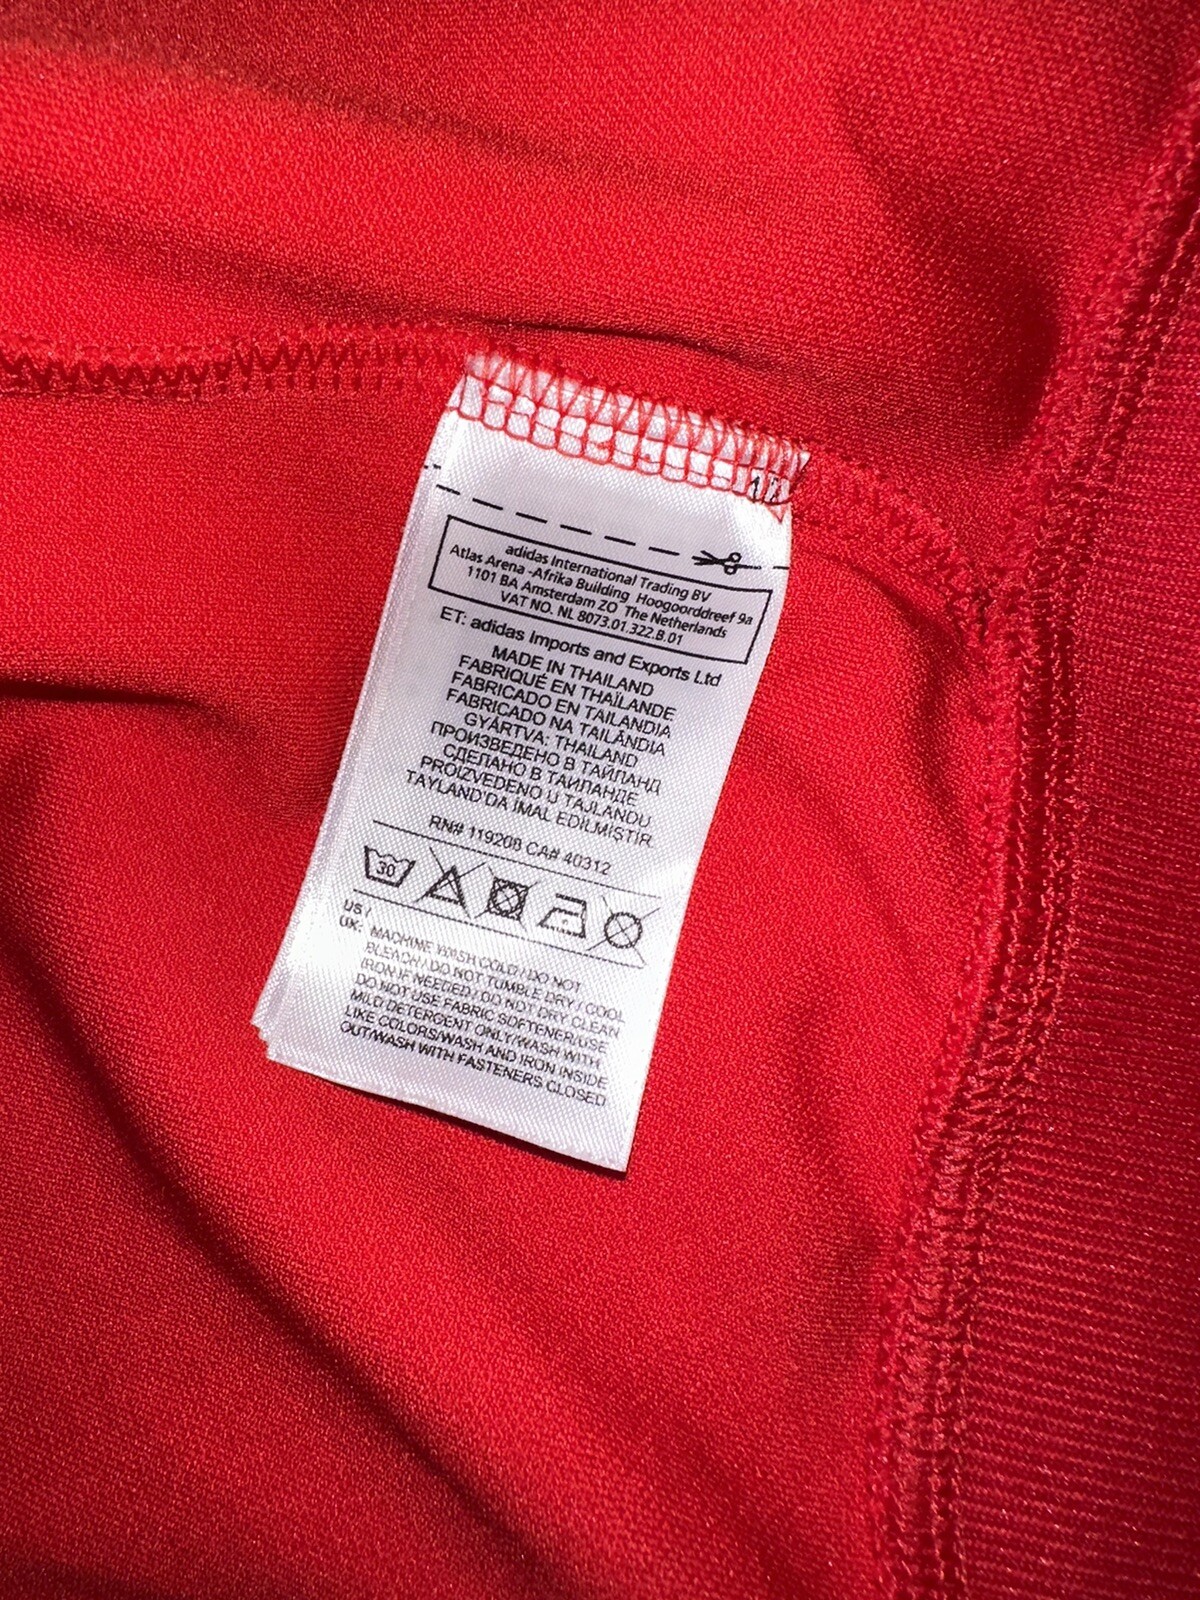 17
adidas International Trading BV
Atlas Arena -Afrika Building Hoogoorddreef 9a
1101 BA Amsterdam ZO The Netherlands
VAT NO. NL 8073.01.322.B.01
ET: adidas Imports and Exports Ltd
MADE IN THAILAND
FABRIQUÉ EN THAÏLANDE
FABRICADO EN TAILANDIA
FABRICADO NA TAILÂNDIA
GYÁRTVA: THAILAND
ПРОИЗВЕДЕНО В ТАЙЛАНД
СДЕЛАНО В ТАИЛАНДЕ
PROIZVEDENO U TAJLANDU
TAYLAND'DA İMAL EDİLMİŞTİR
RN# 119208 CA# 40312
30
US /
UK: MACHINE WASH COLD / DO NOT
BLEACH / DO NOT TUMBLE DRY / COOL
IRON IF NEEDED / DO NOT DRY CLEAN
DO NOT USE FABRIC SOFTENER/USE
MILD DETERGENT ONLY/WASH WITH
LIKE COLORS/WASH AND IRON INSIDE
OUT/WASH WITH FASTENERS CLOSED